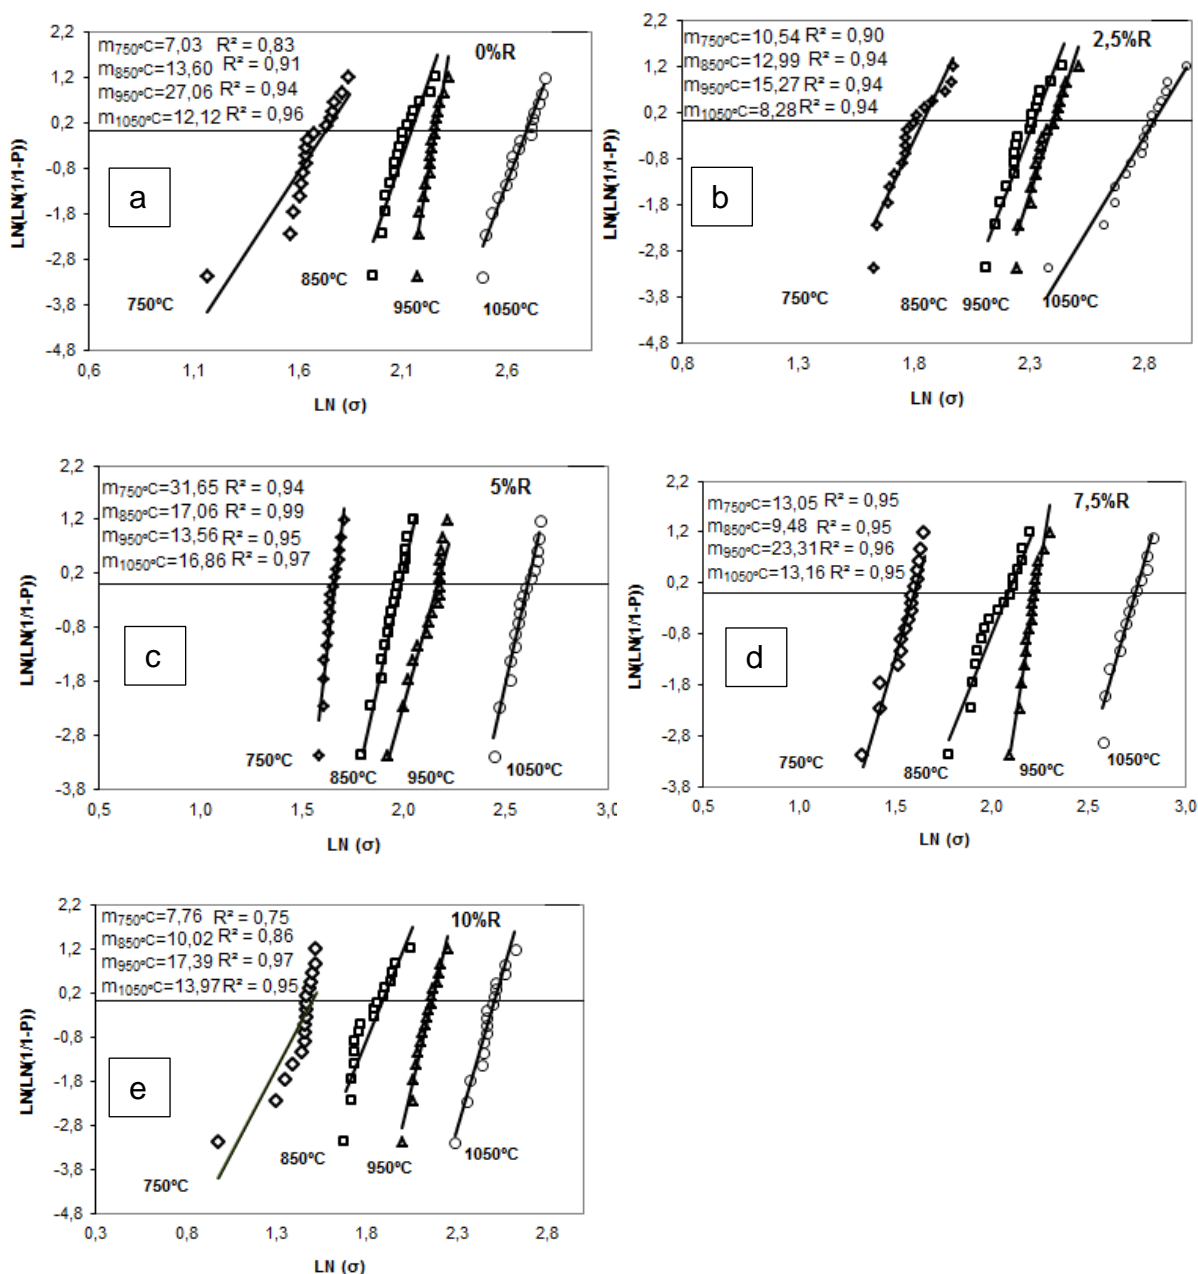 2,2
1,2
0,2
-0,8
-1,8
-2,8
-3,8
-4,8
LN(LN(1/1-P))
m750ºC=7,03 R² = 0,83
m850ºC=13,60 R² = 0,91
m950ºC=27,06 R² = 0,94
m1050ºC=12,12 R² = 0,96
0%R
a
750ºC
850ºC
950ºC
1050ºC
0,6 1,1 1,6 2,1 2,6
LN (σ)
2,2
1,2
0,2
-0,8
-1,8
-2,8
-3,8
-4,8
LN(LN(1/1-P))
m750ºC=10,54 R² = 0,90
m850ºC=12,99 R² = 0,94
m950ºC=15,27 R² = 0,94
m1050ºC=8,28 R² = 0,94
2,5%R
b
750ºC
850ºC
950ºC
1050ºC
0,8 1,3 1,8 2,3 2,8
LN (σ)
2,2
1,2
0,2
-0,8
-1,8
-2,8
-3,8
LN(LN(1/1-P))
m750ºC=31,65 R² = 0,94
m850ºC=17,06 R² = 0,99
m950ºC=13,56 R² = 0,95
m1050ºC=16,86 R² = 0,97
5%R
c
750ºC
850ºC
950ºC
1050ºC
0,5 1,0 1,5 2,0 2,5 3,0
LN (σ)
2,2
1,2
0,2
-0,8
-1,8
-2,8
-3,8
LN(LN(1/1-P))
m750ºC=13,05 R² = 0,95
m850ºC=9,48 R² = 0,95
m950ºC=23,31 R² = 0,96
m1050ºC=13,16 R² = 0,95
7,5%R
d
750ºC
850ºC
950ºC
1050ºC
0,5 1,0 1,5 2,0 2,5 3,0
LN (σ)
2,2
1,2
0,2
-0,8
-1,8
-2,8
-3,8
-4,8
LN(LN(1/1-P))
m750ºC=7,76 R² = 0,75
m850ºC=10,02 R² = 0,86
m950ºC=17,39 R² = 0,97
m1050ºC=13,97 R² = 0,95
10%R
e
750ºC
850ºC
950ºC
1050ºC
0,3 0,8 1,3 1,8 2,3 2,8
LN (σ)